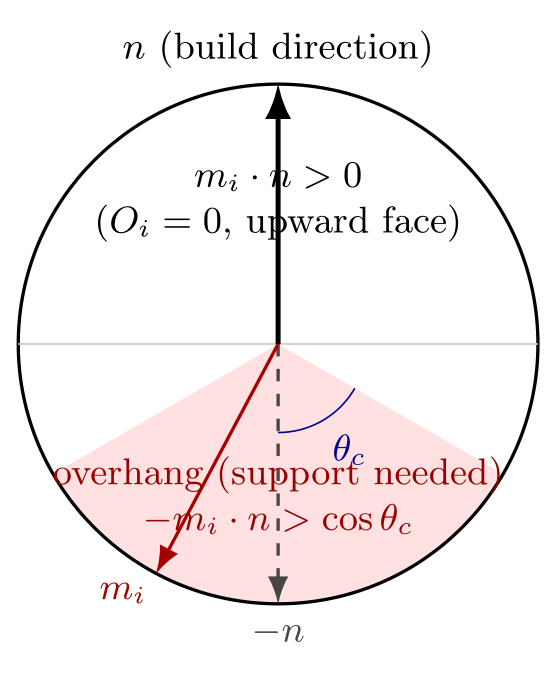 n (build direction)
m_i · n > 0
(O_i = 0, upward face)
θ_c
overhang (support needed)
−m_i · n > cos θ_c
m_i
−n